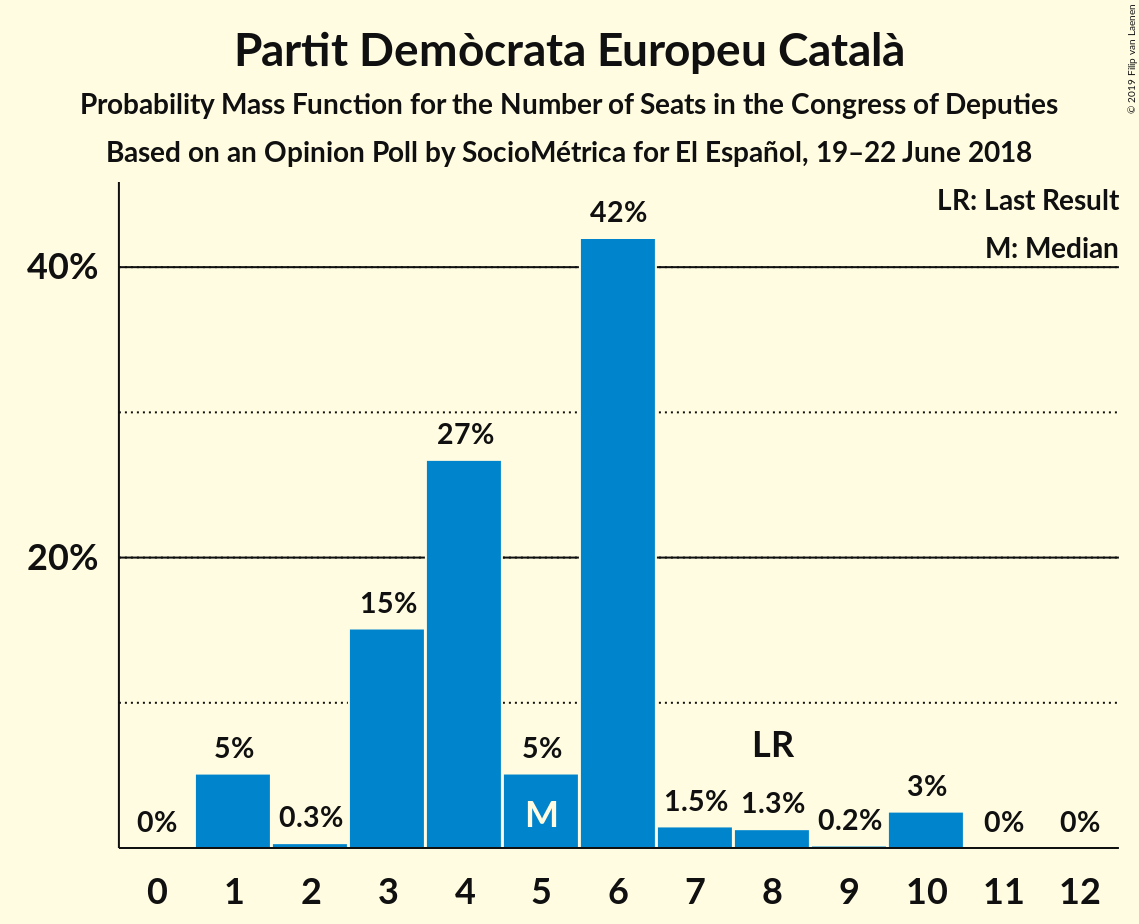 Partit Demòcrata Europeu Català
Probability Mass Function for the Number of Seats in the Congress of Deputies
Based on an Opinion Poll by SocioMétrica for El Español, 19–22 June 2018
© 2019 Filip van Laenen
LR: Last Result
M: Median
40%
20%
0%
5%
0.3%
15%
27%
5%
42%
1.5%
1.3%
0.2%
3%
0%
0%
M
LR
0 1 2 3 4 5 6 7 8 9 10 11 12